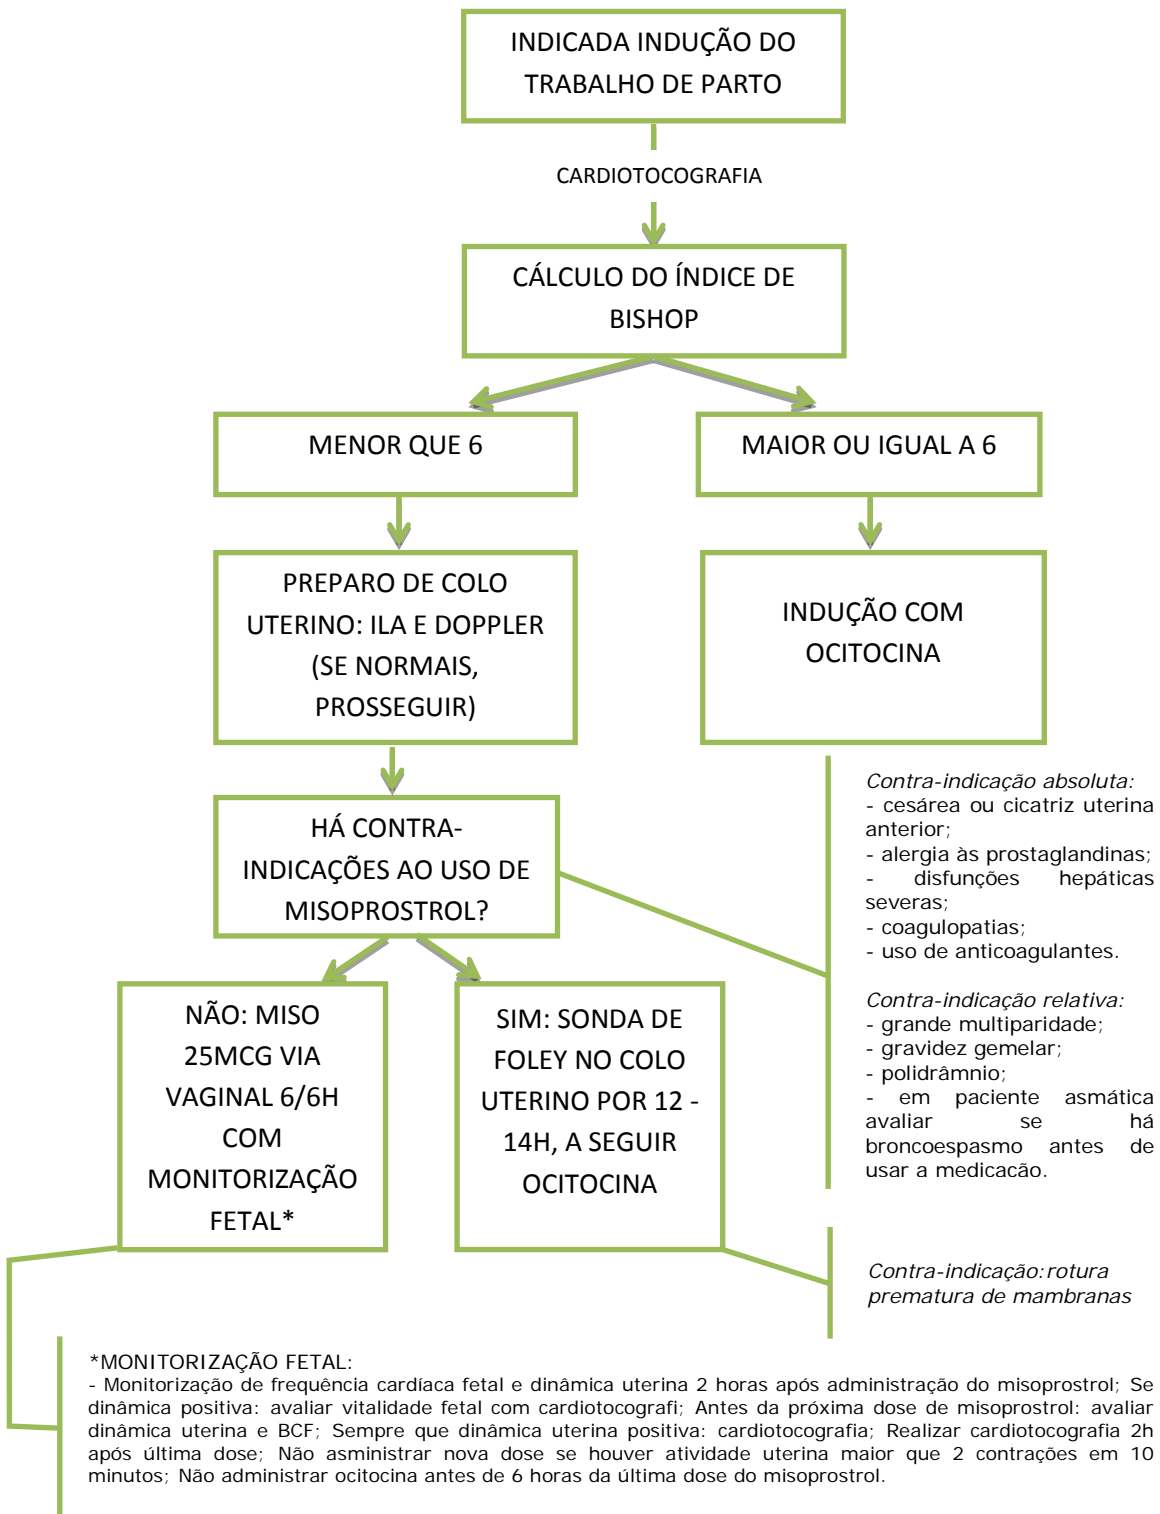 INDICADA INDUÇÃO DO
TRABALHO DE PARTO
CARDIOTOCOGRAFIA
CÁLCULO DO ÍNDICE DE
BISHOP
MENOR QUE 6
MAIOR OU IGUAL A 6
PREPARO DE COLO
UTERINO: ILA E DOPPLER
(SE NORMAIS,
PROSSEGUIR)
INDUÇÃO COM
OCITOCINA
HÁ CONTRA-
INDICAÇÕES AO USO DE
MISOPROSTROL?
Contra-indicação absoluta:
- cesárea ou cicatriz uterina
anterior;
- alergia às prostaglandinas;
- disfunções hepáticas
severas;
- coagulopatias;
- uso de anticoagulantes.
Contra-indicação relativa:
- grande multiparidade;
- gravidez gemelar;
- polidrâmnio;
- em paciente asmática
avaliar se há
broncoespasmo antes de
usar a medicacão.
NÃO: MISO
25MCG VIA
VAGINAL 6/6H
COM
MONITORIZAÇÃO
FETAL*
SIM: SONDA DE
FOLEY NO COLO
UTERINO POR 12 -
14H, A SEGUIR
OCITOCINA
Contra-indicação: rotura
prematura de mambranas
*MONITORIZAÇÃO FETAL:
- Monitorização de frequência cardíaca fetal e dinâmica uterina 2 horas após administração do misoprostrol; Se
dinâmica positiva: avaliar vitalidade fetal com cardiotocografi; Antes da próxima dose de misoprostrol: avaliar
dinâmica uterina e BCF; Sempre que dinâmica uterina positiva: cardiotocografia; Realizar cardiotocografia 2h
após última dose; Não asministrar nova dose se houver atividade uterina maior que 2 contrações em 10
minutos; Não administrar ocitocina antes de 6 horas da última dose do misoprostrol.